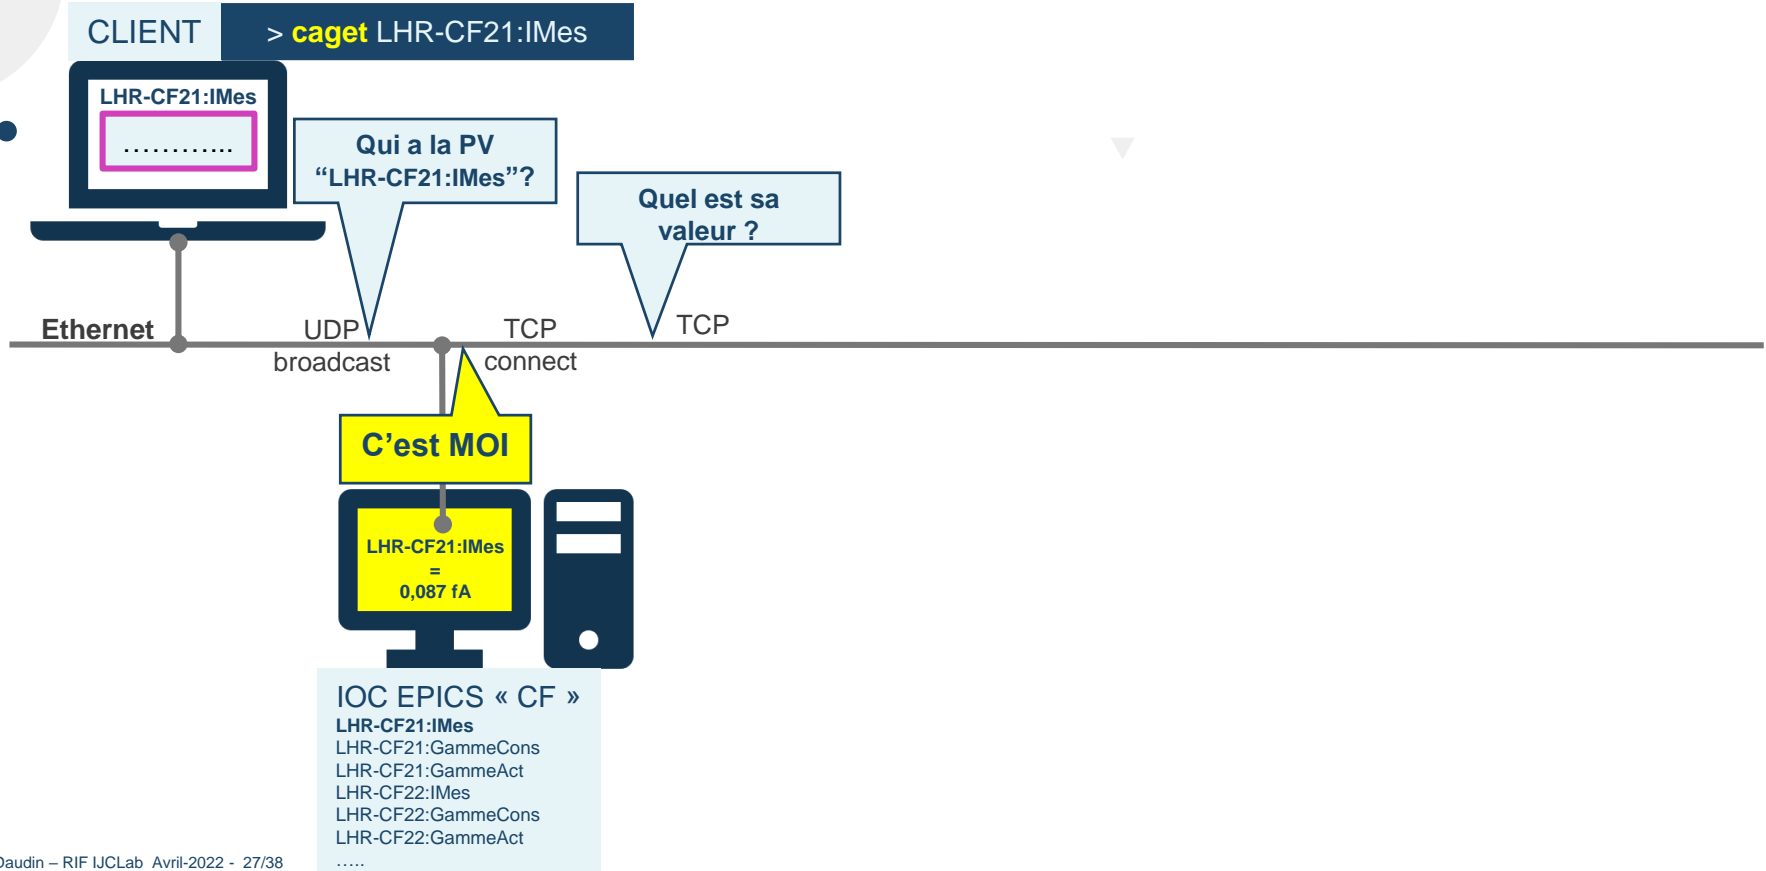 CLIENT
> caget LHR-CF21:IMes
LHR-CF21:IMes
…………...
Qui a la PV
“LHR-CF21:IMes”?
Quel est sa
valeur ?
Ethernet
UDP
broadcast
TCP
connect
TCP
C’est MOI
LHR-CF21:IMes
=
0,087 fA
IOC EPICS « CF »
LHR-CF21:IMes
LHR-CF21:GammeCons
LHR-CF21:GammeAct
LHR-CF22:IMes
LHR-CF22:GammeCons
LHR-CF22:GammeAct
…..
Daudin – RIF IJCLab Avril-2022 - 27/38